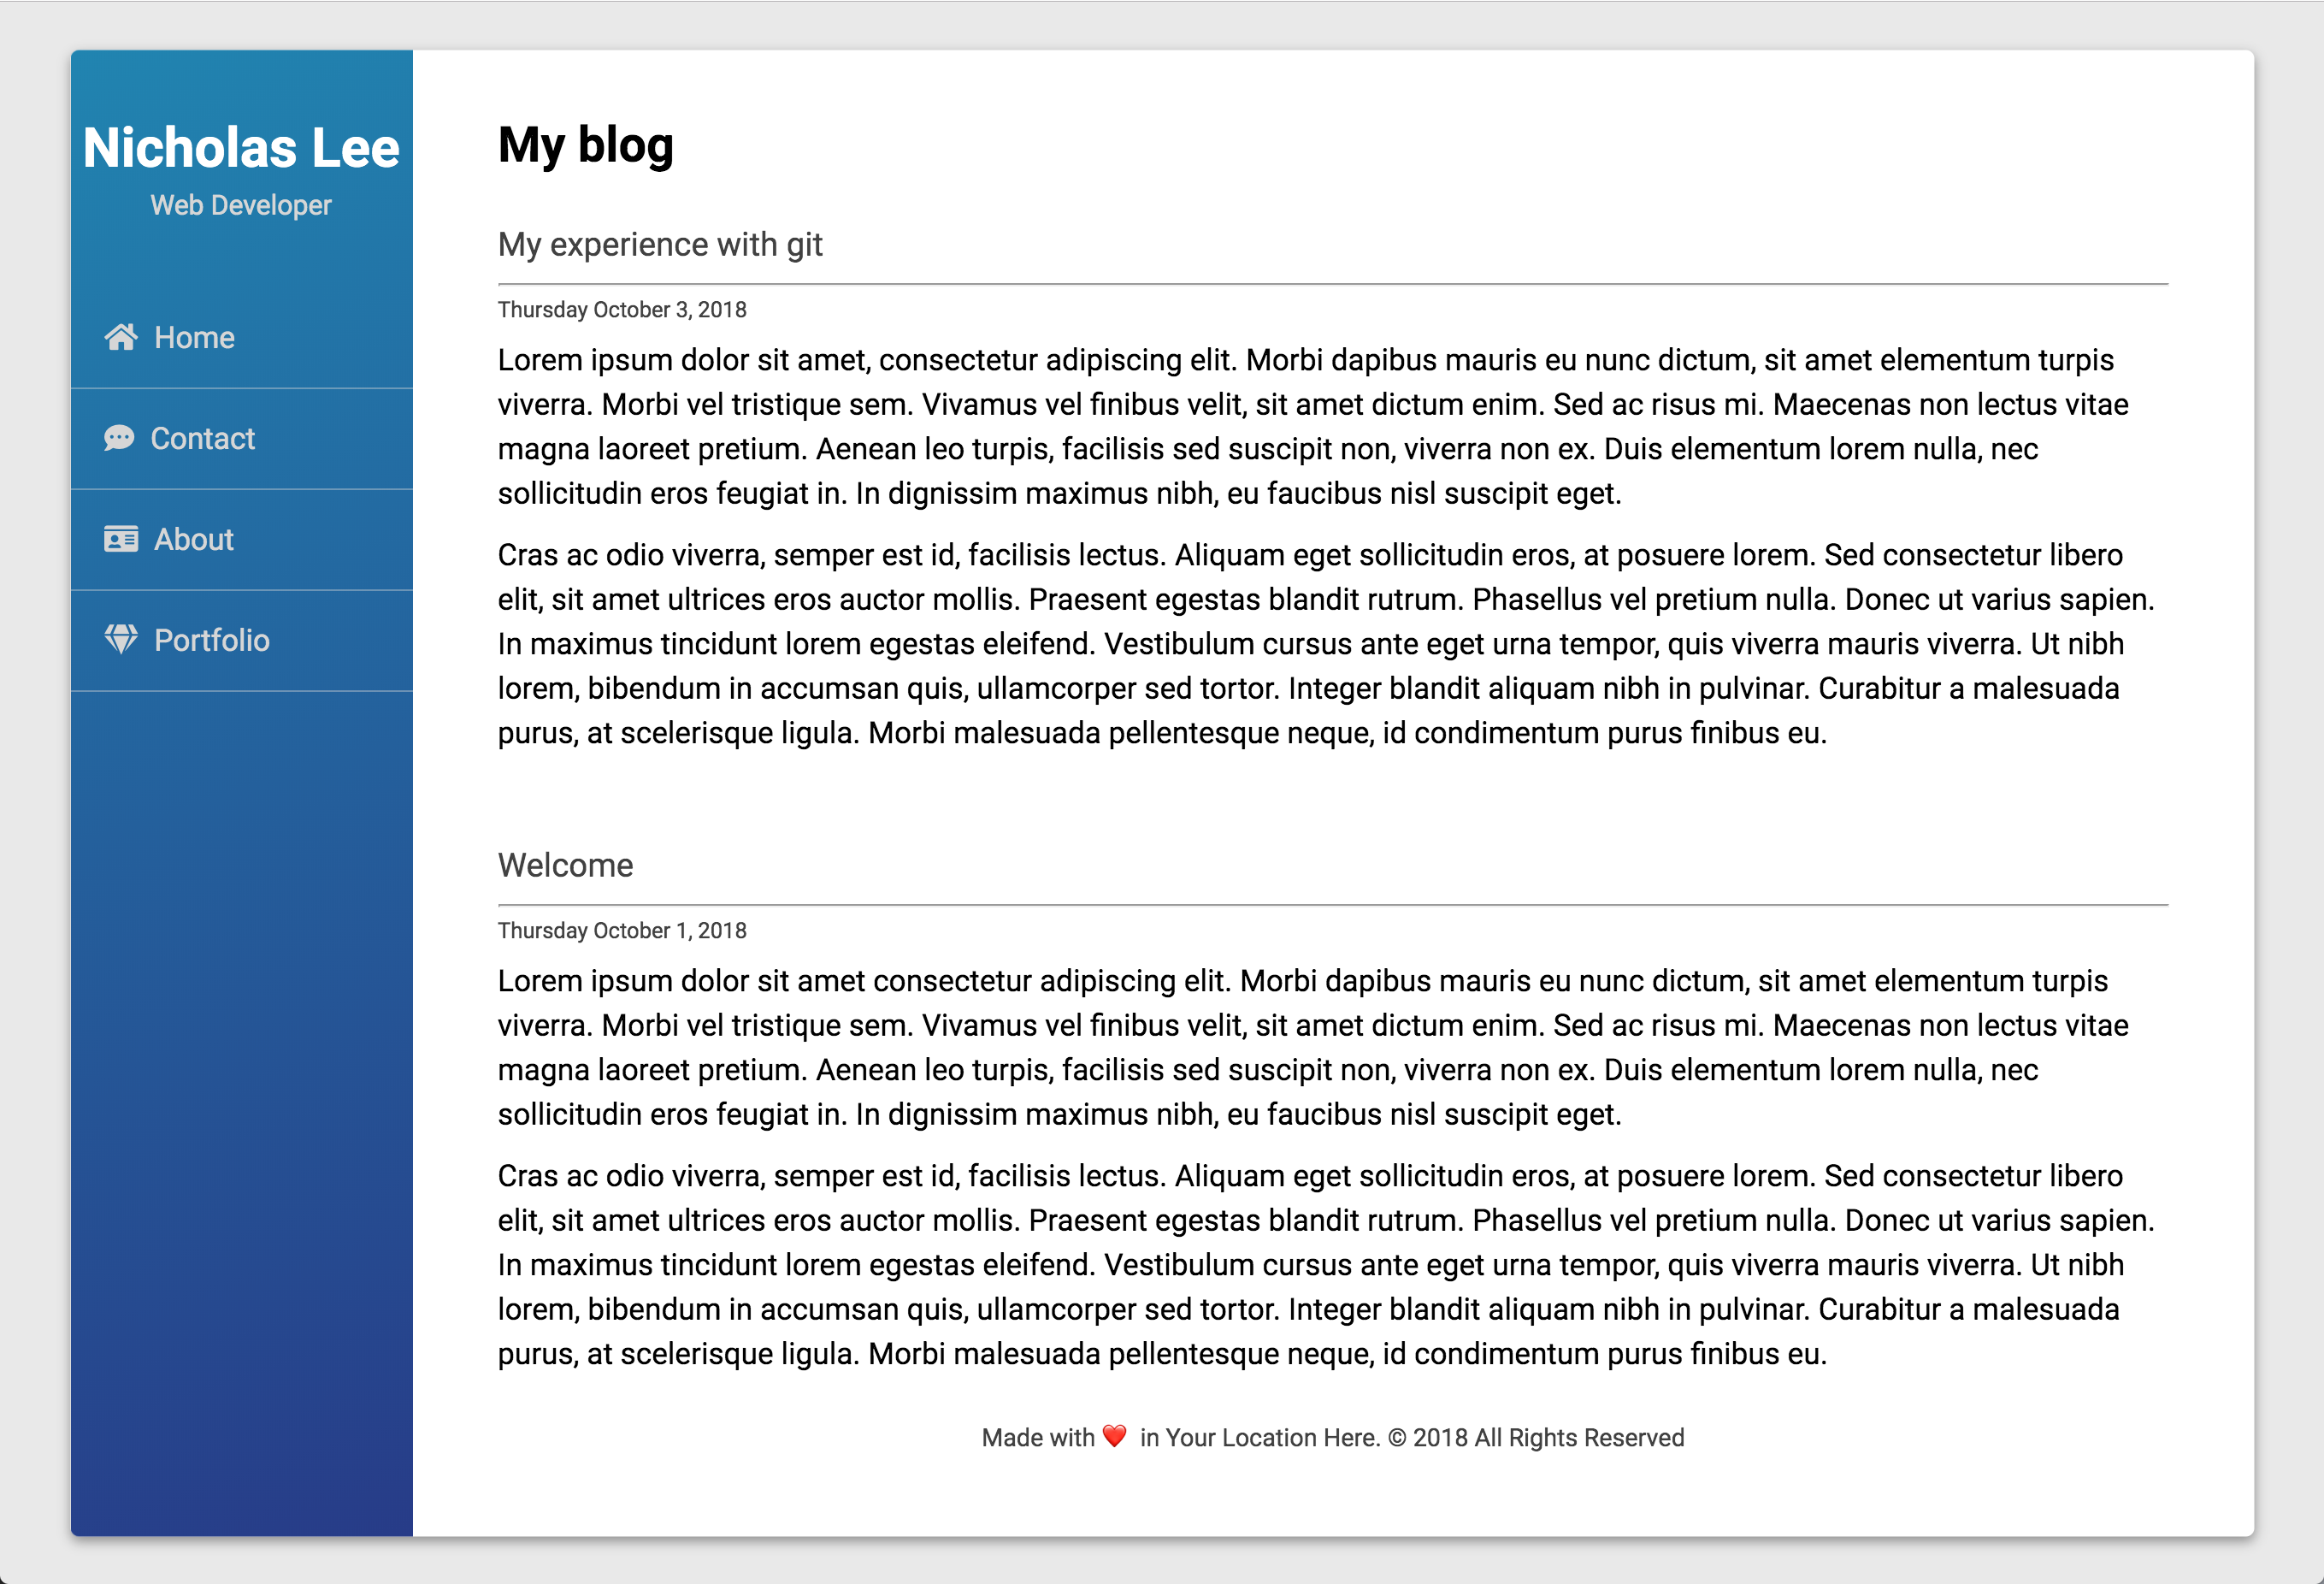 Nicholas Lee
Web Developer
Home
Contact
About
Portfolio
My blog
My experience with git
Thursday October 3, 2018
Lorem ipsum dolor sit amet, consectetur adipiscing elit. Morbi dapibus mauris eu nunc dictum, sit amet elementum turpis
viverra. Morbi vel tristique sem. Vivamus vel finibus velit, sit amet dictum enim. Sed ac risus mi. Maecenas non lectus vitae
magna laoreet pretium. Aenean leo turpis, facilisis sed suscipit non, viverra non ex. Duis elementum lorem nulla, nec
sollicitudin eros feugiat in. In dignissim maximus nibh, eu faucibus nisl suscipit eget.
Cras ac odio viverra, semper est id, facilisis lectus. Aliquam eget sollicitudin eros, at posuere lorem. Sed consectetur libero
elit, sit amet ultrices eros auctor mollis. Praesent egestas blandit rutrum. Phasellus vel pretium nulla. Donec ut varius sapien.
In maximus tincidunt lorem egestas eleifend. Vestibulum cursus ante eget urna tempor, quis viverra mauris viverra. Ut nibh
lorem, bibendum in accumsan quis, ullamcorper sed tortor. Integer blandit aliquam nibh in pulvinar. Curabitur a malesuada
purus, at scelerisque ligula. Morbi malesuada pellentesque neque, id condimentum purus finibus eu.
Welcome
Thursday October 1, 2018
Lorem ipsum dolor sit amet consectetur adipiscing elit. Morbi dapibus mauris eu nunc dictum, sit amet elementum turpis
viverra. Morbi vel tristique sem. Vivamus vel finibus velit, sit amet dictum enim. Sed ac risus mi. Maecenas non lectus vitae
magna laoreet pretium. Aenean leo turpis, facilisis sed suscipit non, viverra non ex. Duis elementum lorem nulla, nec
sollicitudin eros feugiat in. In dignissim maximus nibh, eu faucibus nisl suscipit eget.
Cras ac odio viverra, semper est id, facilisis lectus. Aliquam eget sollicitudin eros, at posuere lorem. Sed consectetur libero
elit, sit amet ultrices eros auctor mollis. Praesent egestas blandit rutrum. Phasellus vel pretium nulla. Donec ut varius sapien.
In maximus tincidunt lorem egestas eleifend. Vestibulum cursus ante eget urna tempor, quis viverra mauris viverra. Ut nibh
lorem, bibendum in accumsan quis, ullamcorper sed tortor. Integer blandit aliquam nibh in pulvinar. Curabitur a malesuada
purus, at scelerisque ligula. Morbi malesuada pellentesque neque, id condimentum purus finibus eu.
Made with ❤️ in Your Location Here. © 2018 All Rights Reserved